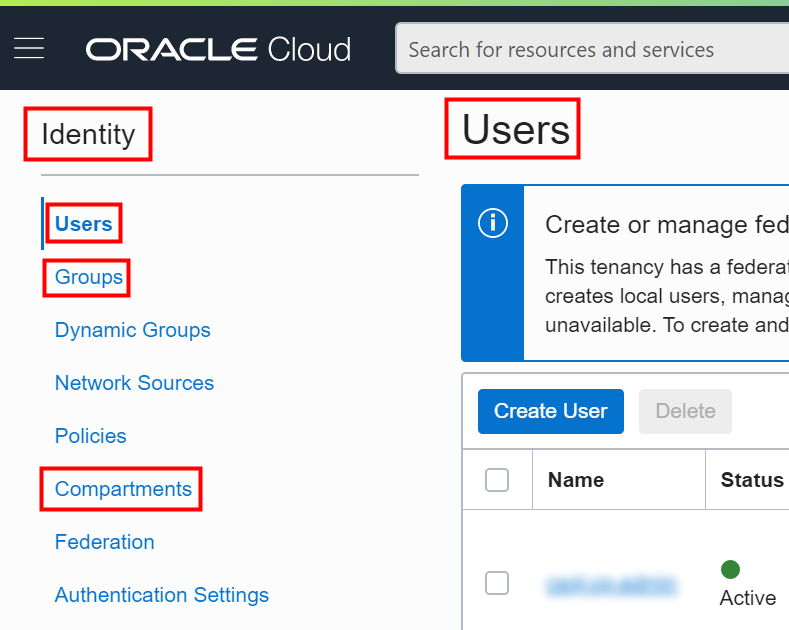 ORACLE Cloud
Search for resources and services
Identity
Users
Groups
Dynamic Groups
Network Sources
Policies
Compartments
Federation
Authentication Settings
Users
Create or manage fed
This tenancy has a federat
creates local users, manag
unavailable. To create and
Create User Delete
Name Status
Active